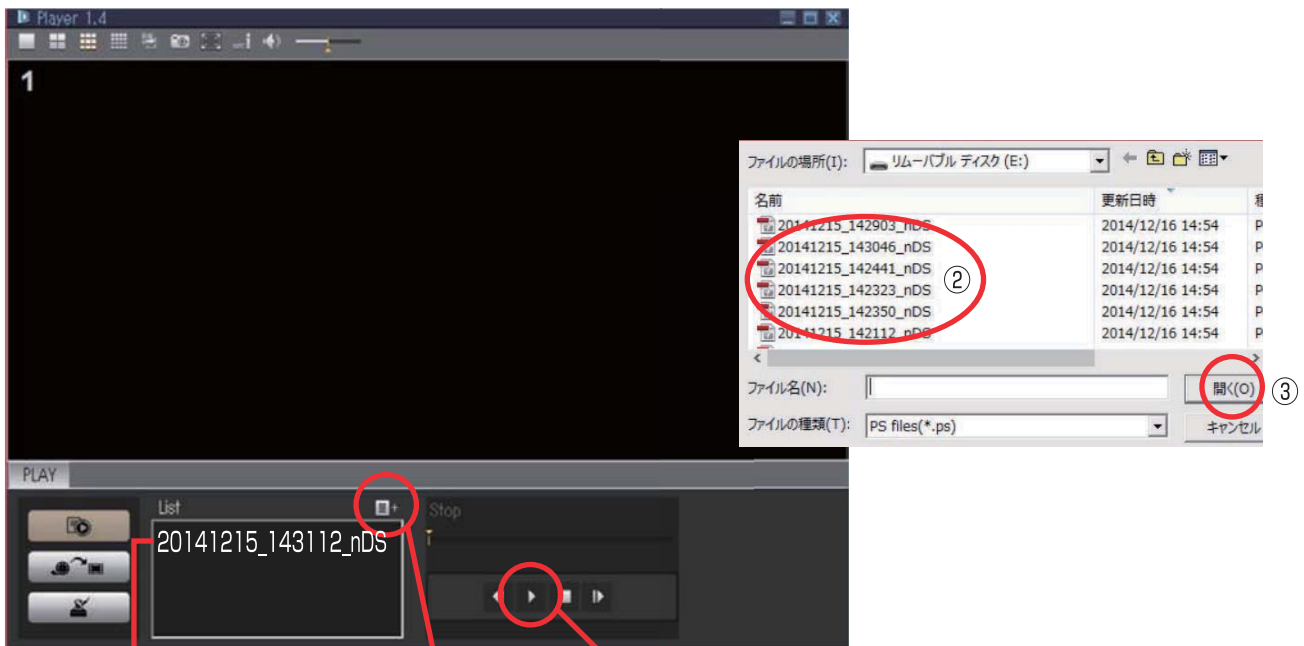 Player 1.4
1
ファイルの場所(I): リムーバブル ディスク (E:)
名前 更新日時
20141215_142903_nDS 2014/12/16 14:54 P
20141215_143046_nDS 2014/12/16 14:54 P
20141215_142441_nDS 2014/12/16 14:54 P
20141215_142323_nDS 2014/12/16 14:54 P
20141215_142350_nDS 2014/12/16 14:54 P
20141215_142112_nDS 2014/12/16 14:54 P
②
ファイル名(N): 開く(O)
③
ファイルの種類(T): PS files(*.ps) キャンセル
PLAY
List
Stop
20141215_143112_nDS